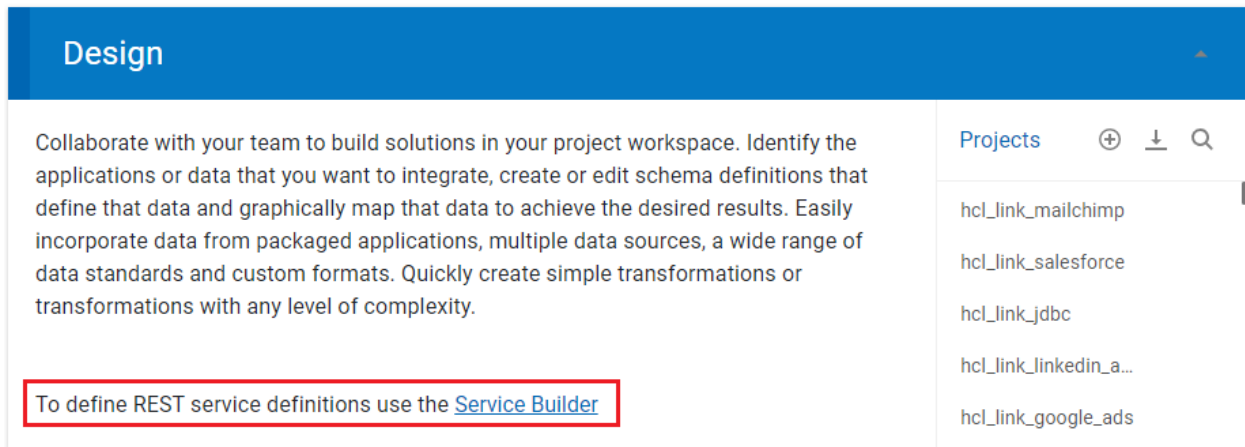 Design
Collaborate with your team to build solutions in your project workspace. Identify the
applications or data that you want to integrate, create or edit schema definitions that
define that data and graphically map that data to achieve the desired results. Easily
incorporate data from packaged applications, multiple data sources, a wide range of
data standards and custom formats. Quickly create simple transformations or
transformations with any level of complexity.
To define REST service definitions use the Service Builder
Projects
hcl_link_mailchimp
hcl_link_salesforce
hcl_link_jdbc
hcl_link_linkedin_a...
hcl_link_google_ads